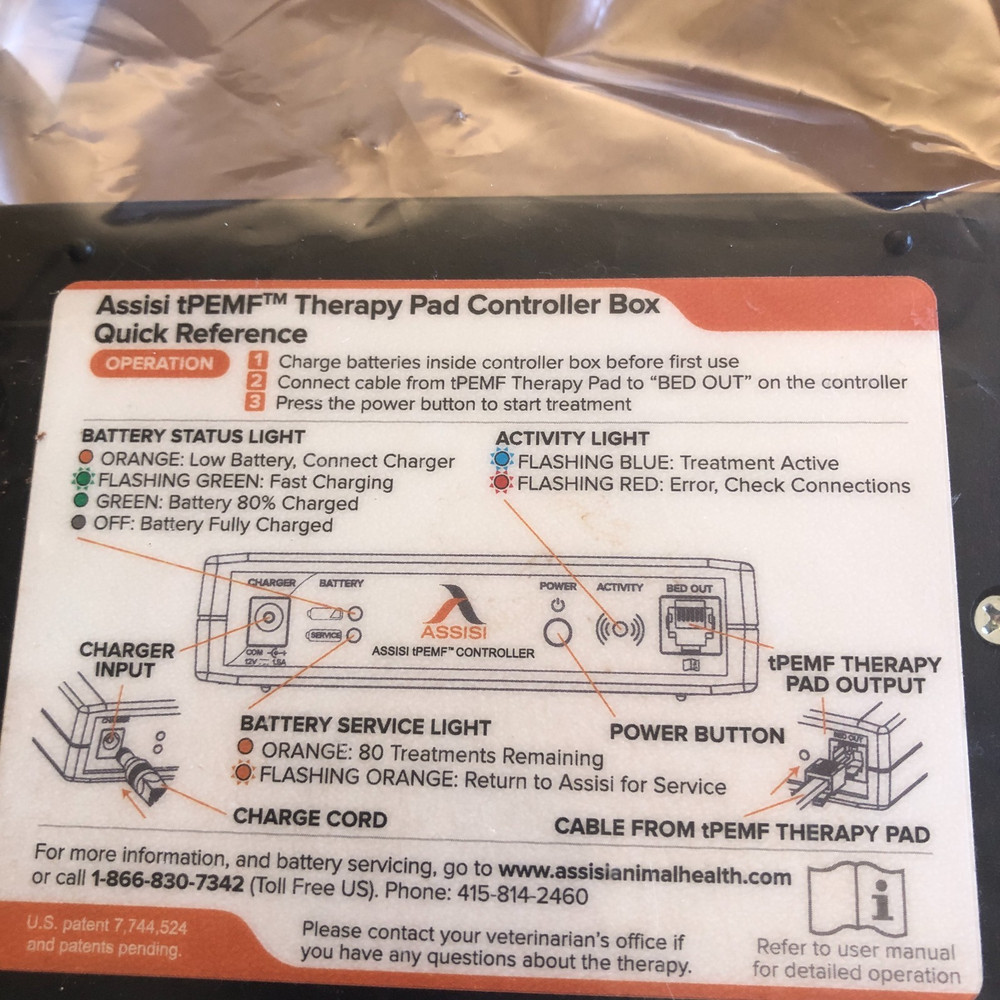 Assisi tPEMF™ Therapy Pad Controller Box
Quick Reference
OPERATION
1 Charge batteries inside controller box before first use
2 Connect cable from tPEMF Therapy Pad to “BED OUT” on the controller
3 Press the power button to start treatment
BATTERY STATUS LIGHT
ORANGE: Low Battery, Connect Charger
FLASHING GREEN: Fast Charging
GREEN: Battery 80% Charged
OFF: Battery Fully Charged
ACTIVITY LIGHT
FLASHING BLUE: Treatment Active
FLASHING RED: Error, Check Connections
CHARGER
BATTERY
POWER
ACTIVITY
BED OUT
SERVICE
COM
12V 1.5A
ASSISI
ASSISI tPEMF™ CONTROLLER
CHARGER
INPUT
tPEMF THERAPY
PAD OUTPUT
CHARGER
BED OUT
BATTERY SERVICE LIGHT
ORANGE: 80 Treatments Remaining
FLASHING ORANGE: Return to Assisi for Service
POWER BUTTON
CHARGE CORD
CABLE FROM tPEMF THERAPY PAD
For more information, and battery servicing, go to www.assisianimalhealth.com
or call 1-866-830-7342 (Toll Free US). Phone: 415-814-2460
U.S. patent 7,744,524
and patents pending.
Please contact your veterinarian's office if
you have any questions about the therapy.
Refer to user manual
for detailed operation